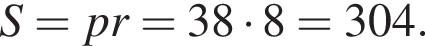 S = pr = 38 · 8 = 304.